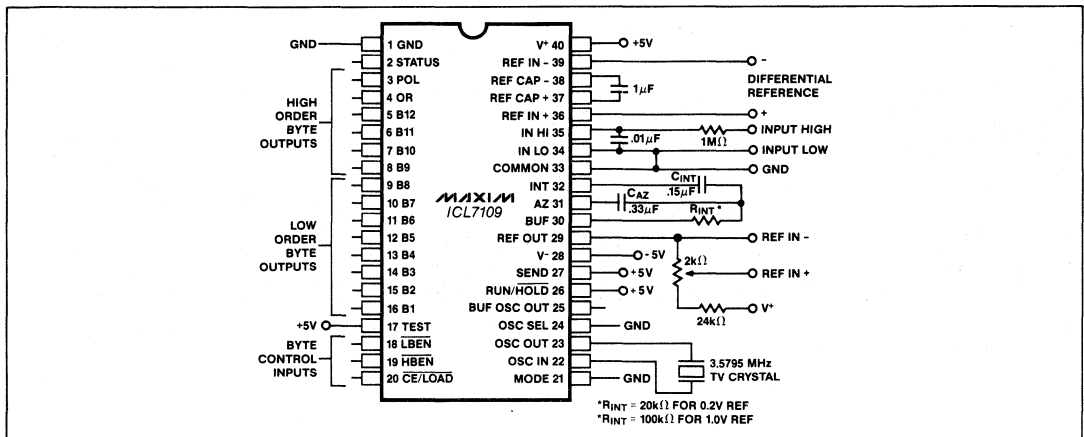 GND
1 GND
2 STATUS
3 POL
4 OR
5 B12
6 B11
7 B10
8 B9
9 B8
10 B7
11 B6
12 B5
13 B4
14 B3
15 B2
16 B1
17 TEST
18 LBEN
19 HBEN
20 CE/LOAD
HIGH
ORDER
BYTE
OUTPUTS
LOW
ORDER
BYTE
OUTPUTS
+5V
BYTE
CONTROL
INPUTS
MAXIM
ICL7109
V+ 40
REF IN - 39
REF CAP - 38
REF CAP + 37
REF IN + 36
IN HI 35
IN LO 34
COMMON 33
INT 32
AZ 31
BUF 30
REF OUT 29
V- 28
SEND 27
RUN/HOLD 26
BUF OSC OUT 25
OSC SEL 24
OSC OUT 23
OSC IN 22
MODE 21
+5V
-
DIFFERENTIAL
REFERENCE
1µF
+
INPUT HIGH
1MΩ
.01µF
INPUT LOW
GND
CINT
.15µF
CAZ
.33µF
RINT*
REF IN -
- 5V
2kΩ
+5V
REF IN +
+ 5V
V+
24kΩ
GND
3.5795 MHz
TV CRYSTAL
GND
*RINT = 20kΩ FOR 0.2V REF
*RINT = 100kΩ FOR 1.0V REF